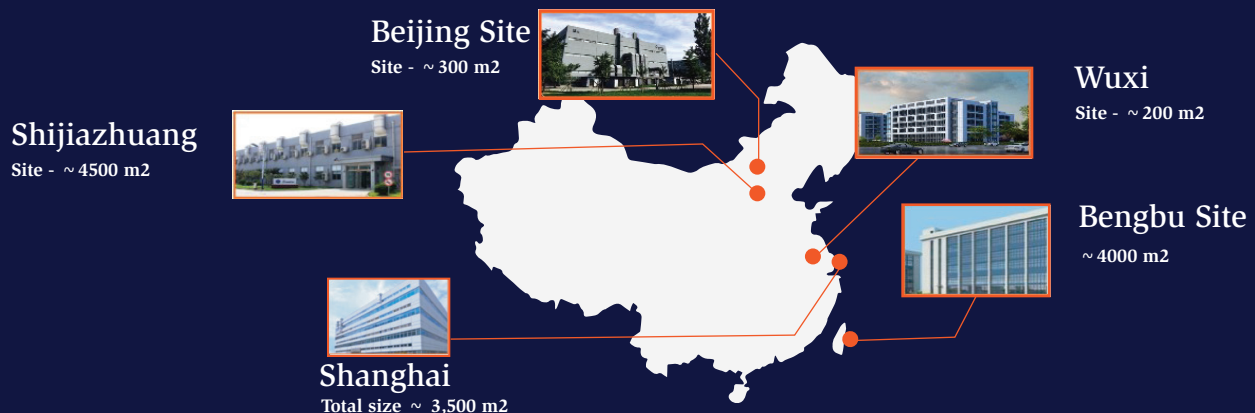 Beijing Site
Site - ~ 300 m2
Wuxi
Site - ~ 200 m2
Shijiazhuang
Site - ~ 4500 m2
Bengbu Site
~ 4000 m2
Shanghai
Total size ~ 3,500 m2